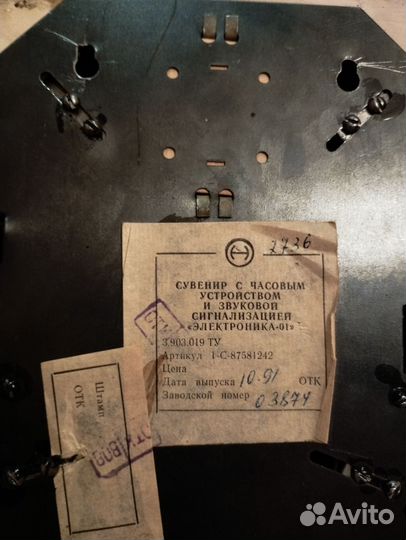 2736
СУВЕНИР С ЧАСОВЫМ
УСТРОЙСТВОМ
И ЗВУКОВОЙ
СИГНАЛИЗАЦИЕЙ
«ЭЛЕКТРОНИКА-01»
3.903.019 ТУ
Артикул 1-С-87581242
Цена
Дата выпуска 10-91 ОТК
Заводской номер 03874
Штамп
ОТК
Avito